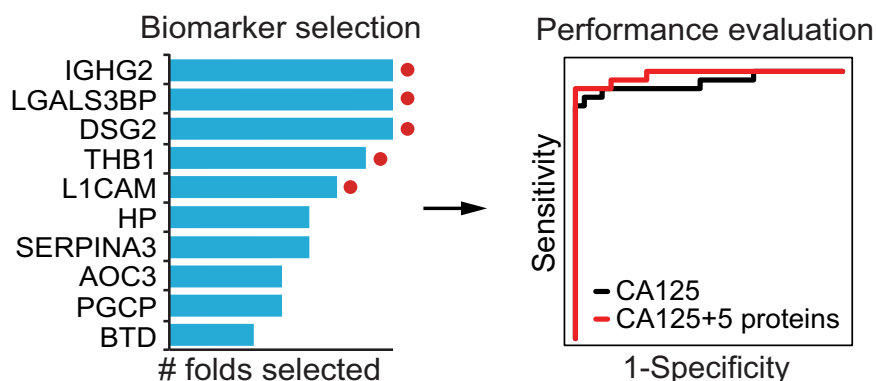 Biomarker selection
IGHG2
LGALS3BP
DSG2
THB1
L1CAM
HP
SERPINA3
AOC3
PGCP
BTD
# folds selected
Performance evaluation
Sensitivity
CA125
CA125+5 proteins
1-Specificity